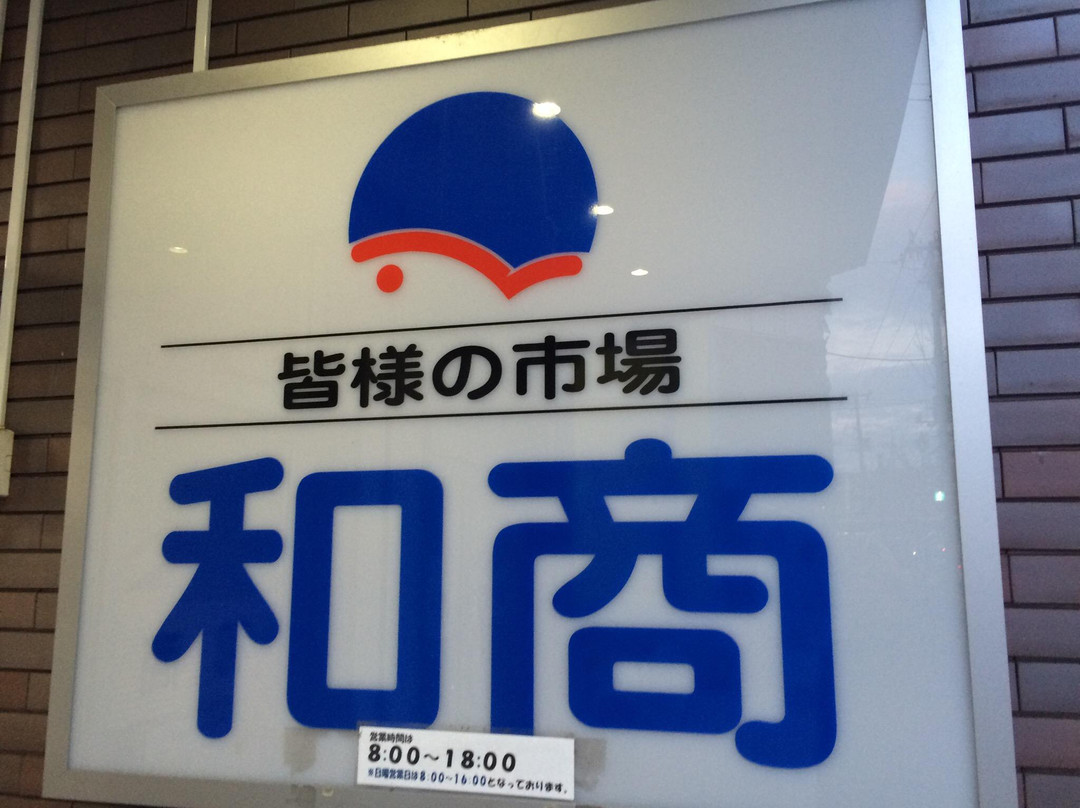 皆様の市場
和商
営業時間は
8:00～18:00
※日曜営業日は8:00～16:00となっております。